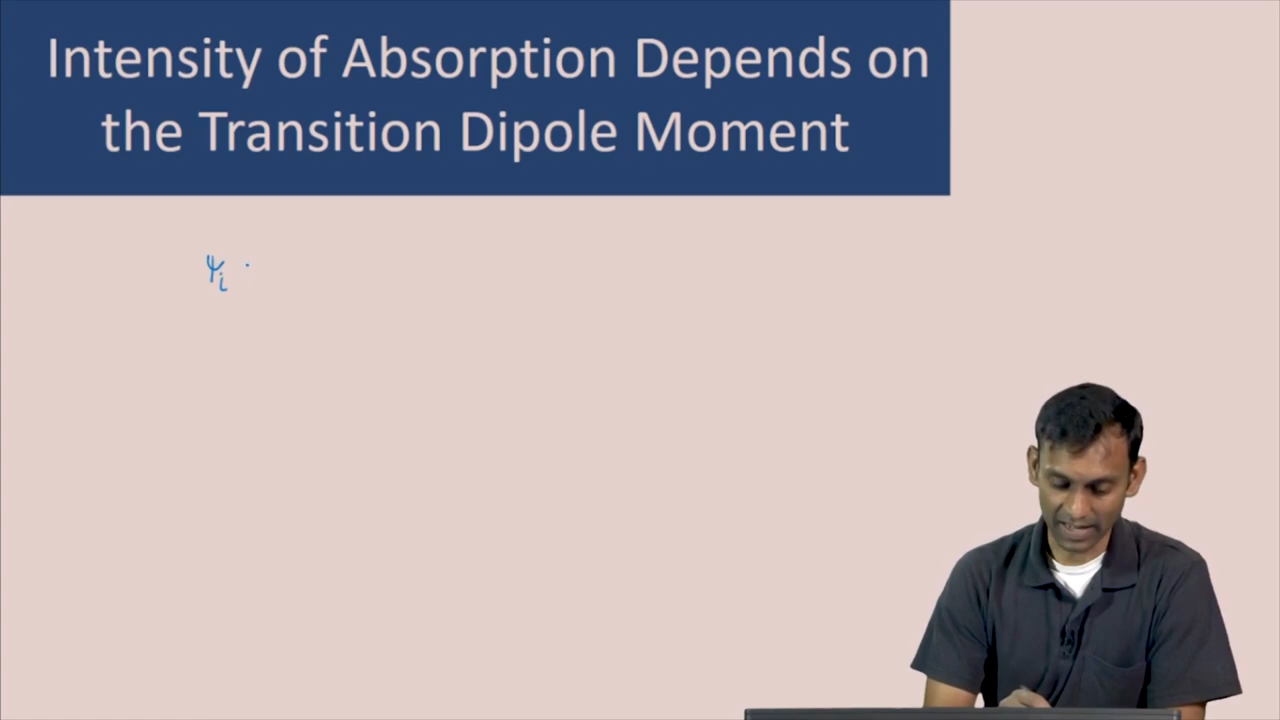 Intensity of Absorption Depends on
the Transition Dipole Moment
ψᵢ